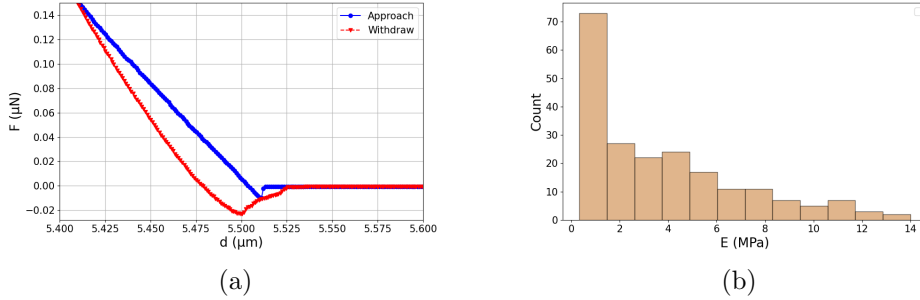 Approach
Withdraw
F (μN)
0.14
0.12
0.10
0.08
0.06
0.04
0.02
0.00
−0.02
5.400 5.425 5.450 5.475 5.500 5.525 5.550 5.575 5.600
d (μm)
(a)
Count
70
60
50
40
30
20
10
0
0 2 4 6 8 10 12 14
E (MPa)
(b)